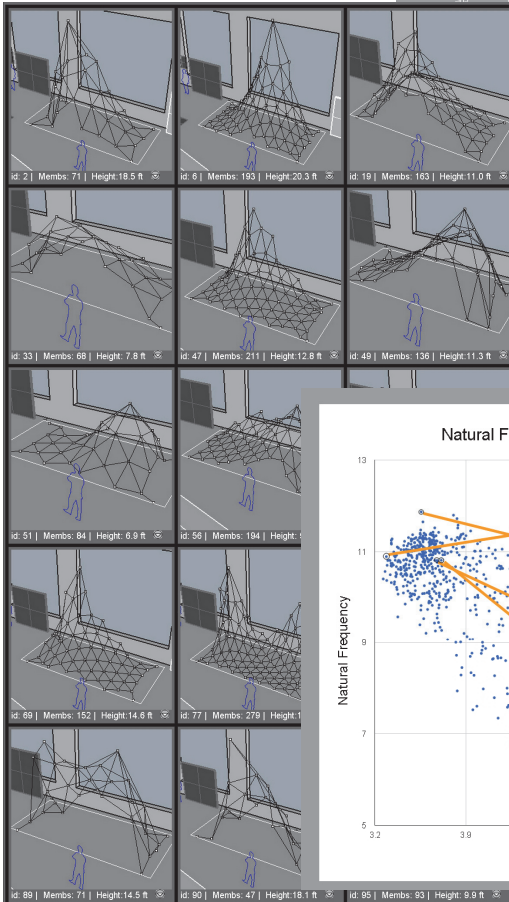 id: 2 | Membs: 71 | Height:18.5 ft
id: 6 | Membs: 193 | Height:20.3 ft
id: 19 | Membs: 163 | Height:11.0 ft
id: 33 | Membs: 68 | Height: 7.8 ft
id: 47 | Membs: 211 | Height:12.8 ft
id: 49 | Membs: 136 | Height:11.3 ft
id: 51 | Membs: 84 | Height: 6.9 ft
id: 56 | Membs: 194 |
id: 69 | Membs: 152 | Height:14.6 ft
id: 77 | Membs: 279 | Height:1
id: 89 | Membs: 71 | Height:14.5 ft
id: 90 | Membs: 47 | Height:18.1 ft
id: 95 | Membs: 93 | Height: 9.9 ft
Natural F
Natural Frequency
13
11
9
7
5
3.2
3.9